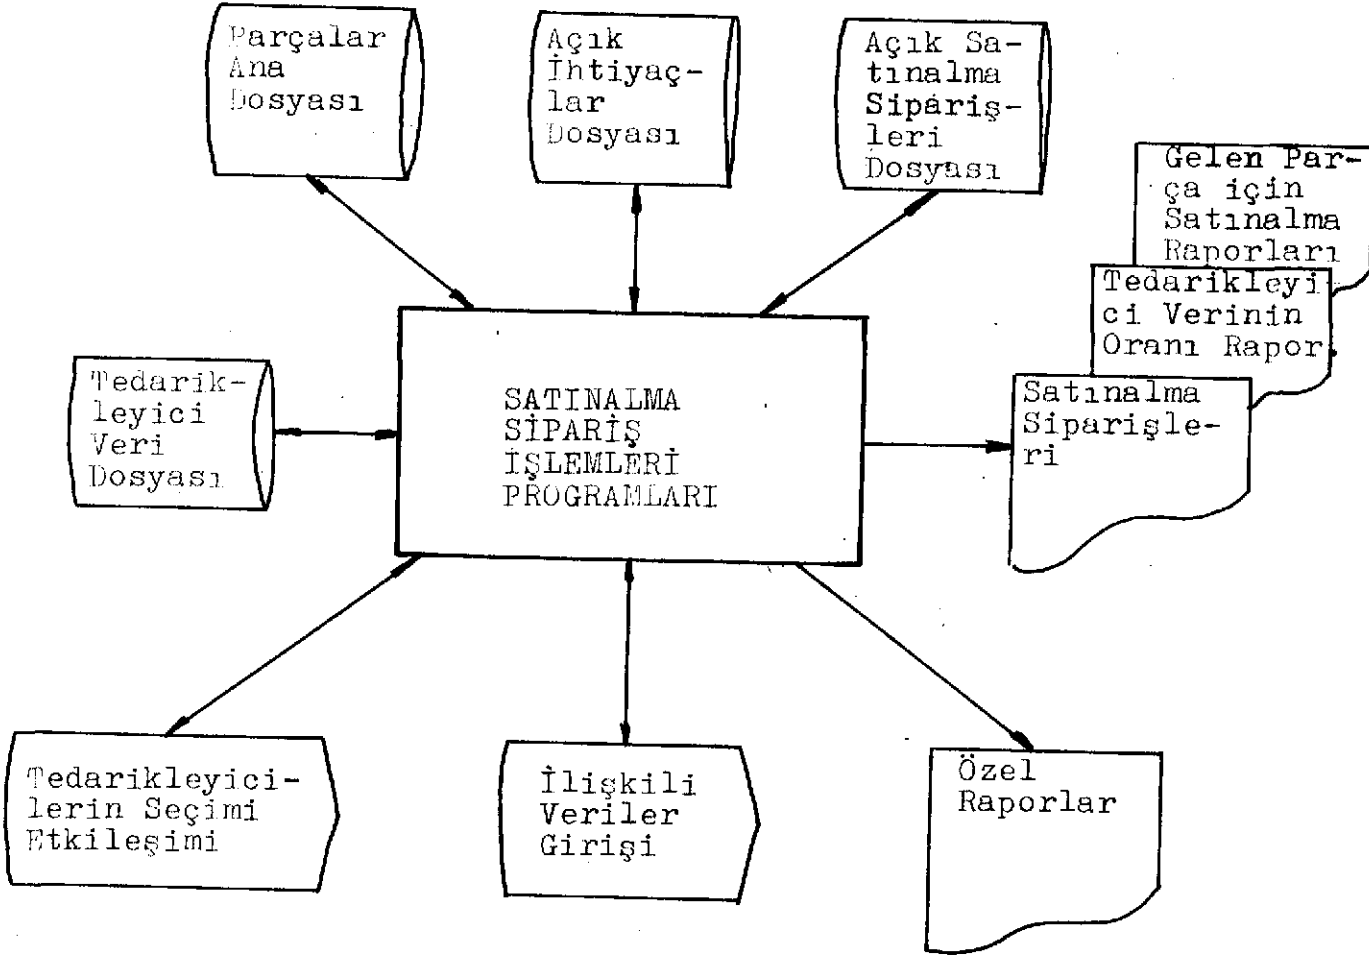 Parçalar
Ana
Dosyası
Açık
İhtiyaç-
lar
Dosyası
Açık Sa-
tınalma
Sipariş-
leri
Dosyası
Gelen Par-
ça için
Satınalma
Raporları
Tedarikleyi
ci Verinin
Oranı Rapor
Satınalma
Siparişle-
ri
Tedarik-
leyici
Veri
Dosyası
SATINALMA
SİPARİŞ
İŞLEMLERİ
PROGRAMLARI
Tedarikleyici-
lerin Seçimi
Etkileşimi
İlişkili
Veriler
Girişi
Özel
Raporlar